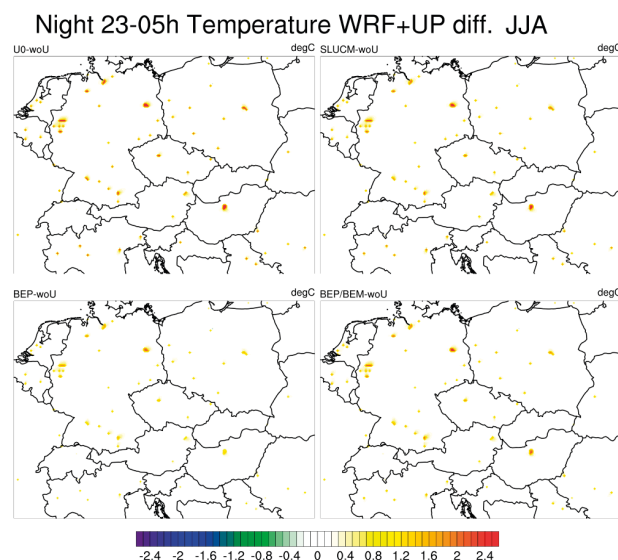 Night 23-05h Temperature WRF+UP diff. JJA
U0-woU degC SLUCM-woU degC
BEP-woU degC BEP/BEM-woU degC
-2.4 -2 -1.6 -1.2 -0.8 -0.4 0 0.4 0.8 1.2 1.6 2 2.4